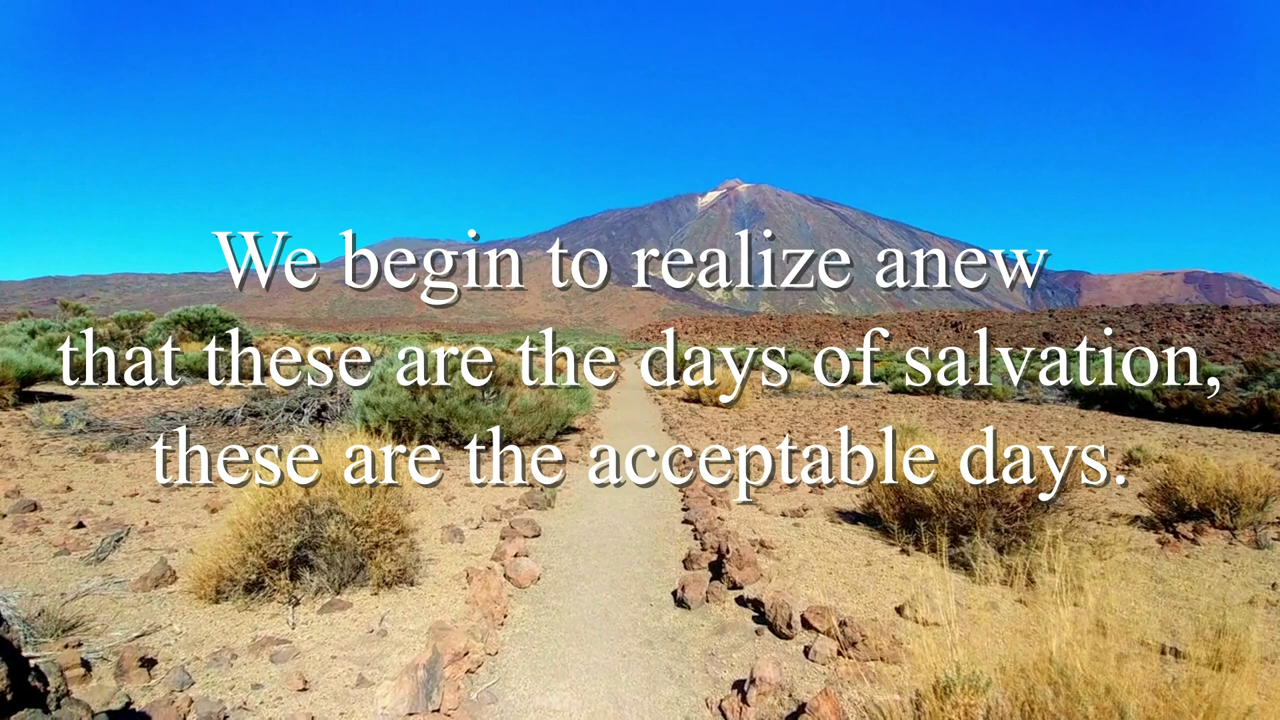 We begin to realize anew
that these are the days of salvation,
these are the acceptable days.